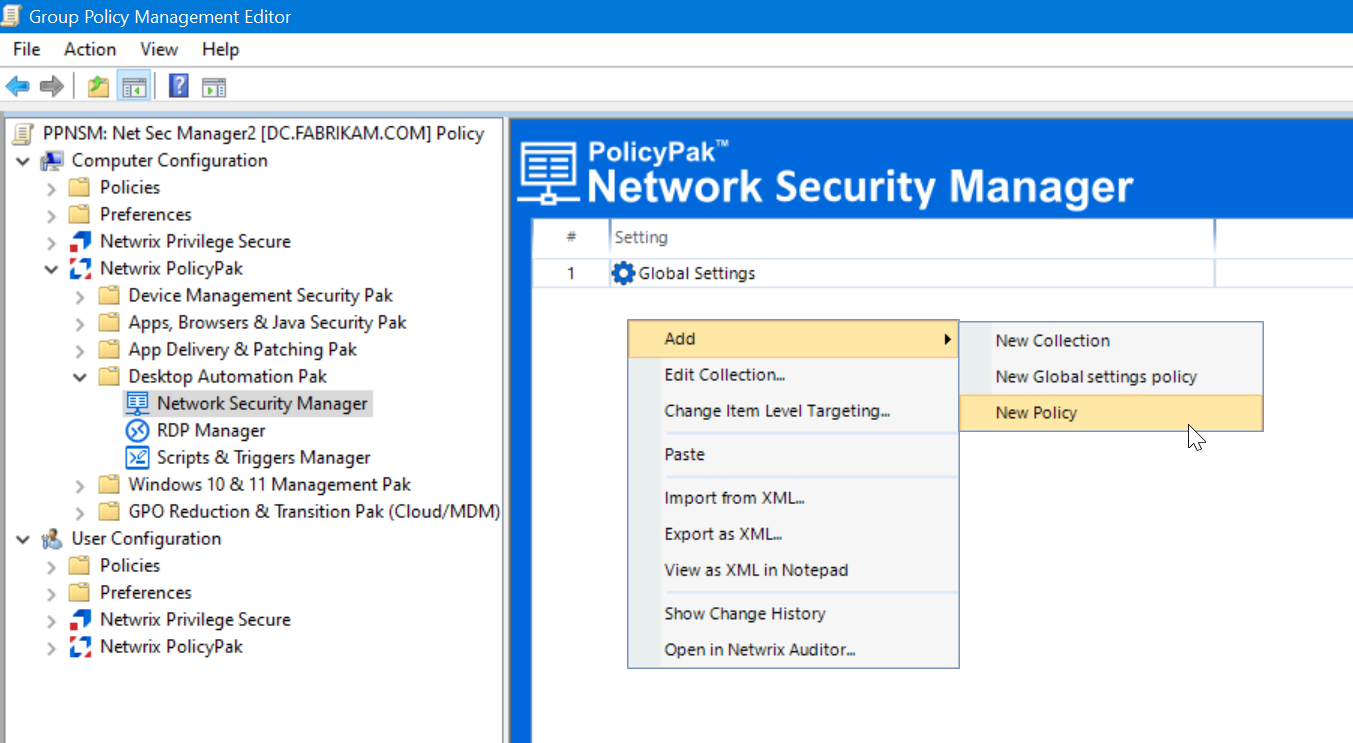 Group Policy Management Editor
File Action View Help
PPNSM: Net Sec Manager2 [DC.FABRIKAM.COM] Policy
Computer Configuration
Policies
Preferences
Netwrix Privilege Secure
Netwrix PolicyPak
Device Management Security Pak
Apps, Browsers & Java Security Pak
App Delivery & Patching Pak
Desktop Automation Pak
Network Security Manager
RDP Manager
Scripts & Triggers Manager
Windows 10 & 11 Management Pak
GPO Reduction & Transition Pak (Cloud/MDM)
User Configuration
Policies
Preferences
Netwrix Privilege Secure
Netwrix PolicyPak
PolicyPak™
Network Security Manager
# Setting
1 Global Settings
Add
Edit Collection...
Change Item Level Targeting...
Paste
Import from XML...
Export as XML...
View as XML in Notepad
Show Change History
Open in Netwrix Auditor...
New Collection
New Global settings policy
New Policy